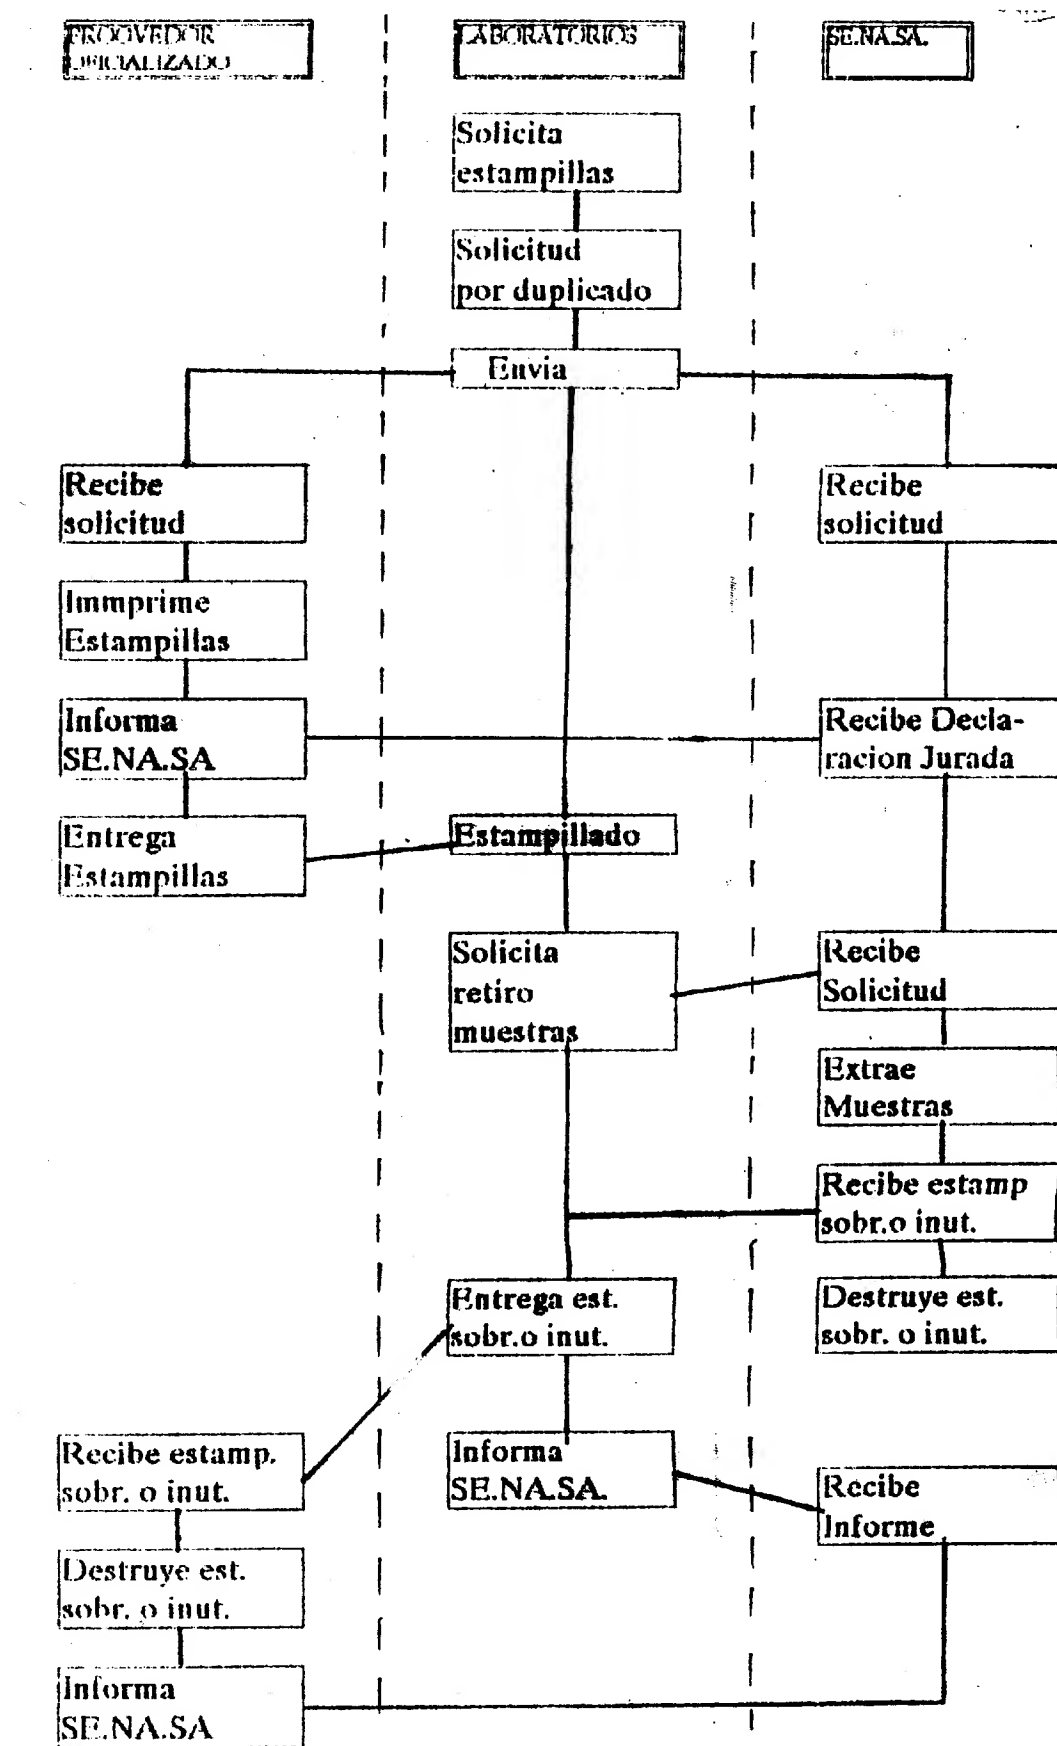 PROOVEDOR
OFICIALIZADO
LABORATORIOS
SE.NA.SA.
Solicita
estampillas
Solicitud
por duplicado
Envia
Recibe
solicitud
Recibe
solicitud
Immprime
Estampillas
Informa
SE.NA.SA
Recibe Decla-
racion Jurada
Entrega
Estampillas
Estampillado
Solicita
retiro
muestras
Recibe
Solicitud
Extrae
Muestras
Recibe estamp
sobr.o inut.
Entrega est.
sobr.o inut.
Destruye est.
sobr. o inut.
Recibe estamp.
sobr. o inut.
Informa
SE.NA.SA.
Recibe
Informe
Destruye est.
sobr. o inut.
Informa
SE.NA.SA